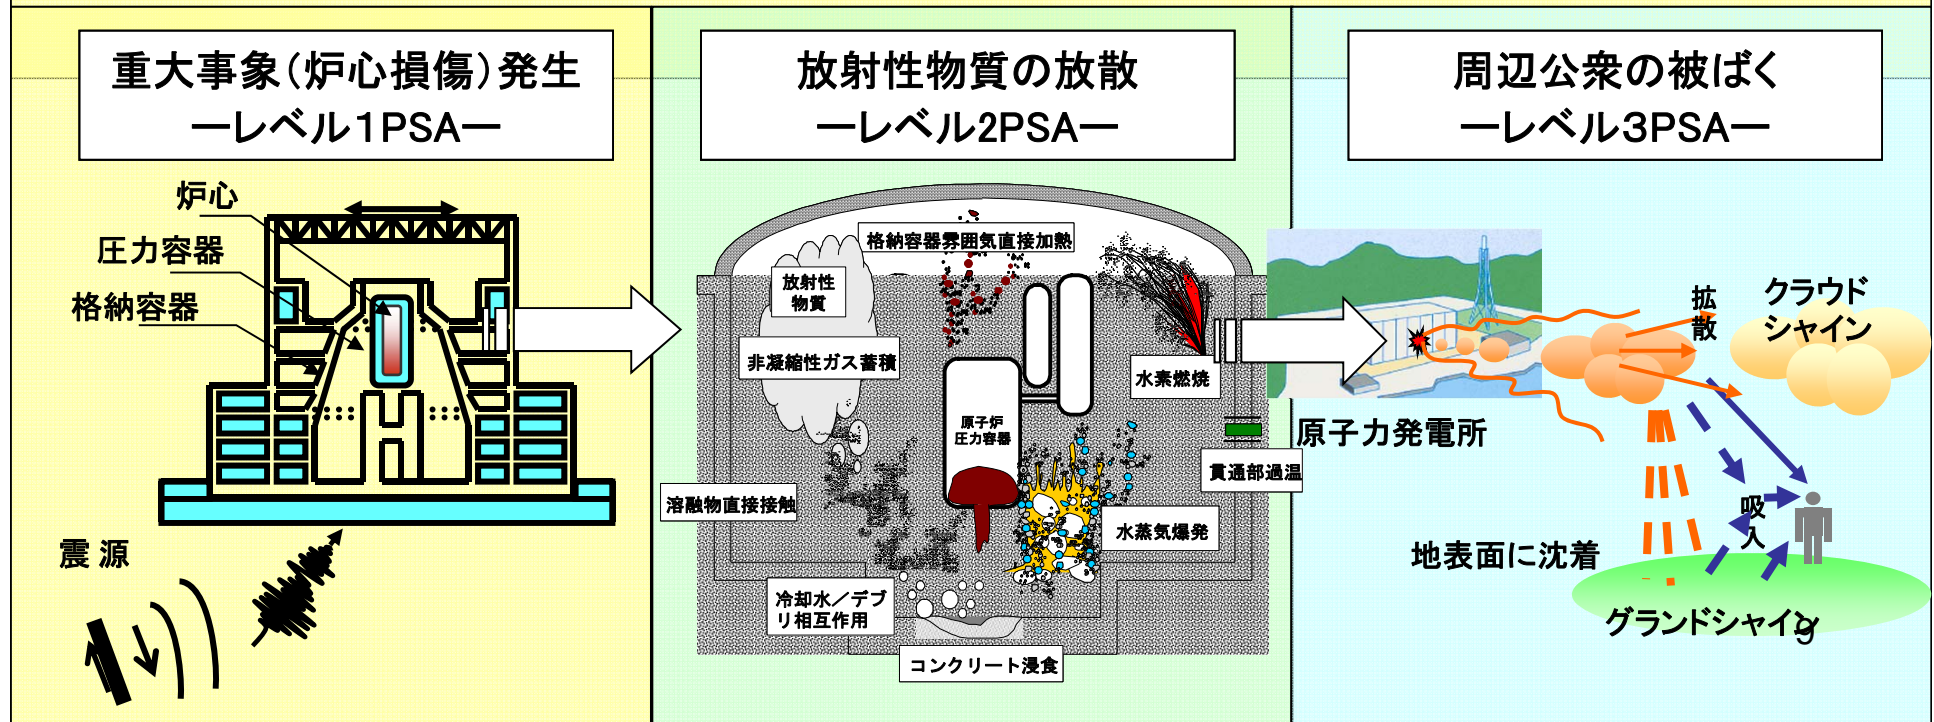 重大事象（炉心損傷）発生
ーレベル１PSAー
炉心
圧力容器
格納容器
震 源
放射性物質の放散
ーレベル2PSAー
格納容器雰囲気直接加熱
放射性
物質
非凝縮性ガス蓄積
水素燃焼
原子炉
圧力容器
貫通部過温
溶融物直接接触
水蒸気爆発
冷却水／デブ
リ相互作用
コンクリート浸食
周辺公衆の被ばく
ーレベル３PSAー
拡散
クラウド
シャイン
原子力発電所
吸入
地表面に沈着
グランドシャイン
9